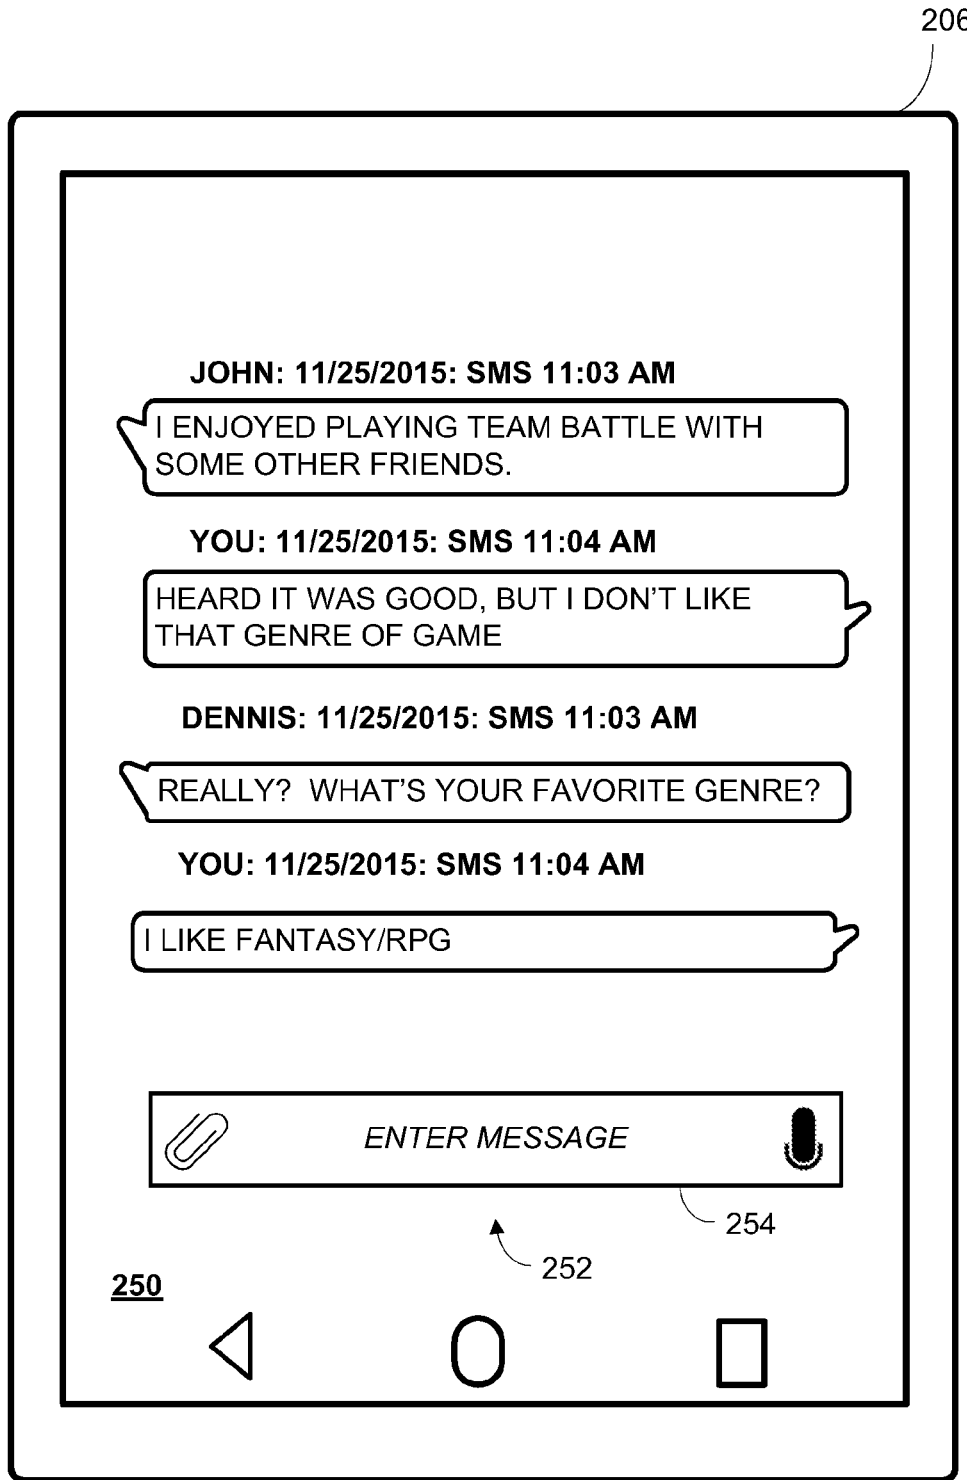 206
JOHN: 11/25/2015: SMS 11:03 AM
I ENJOYED PLAYING TEAM BATTLE WITH
SOME OTHER FRIENDS.
YOU: 11/25/2015: SMS 11:04 AM
HEARD IT WAS GOOD, BUT I DON'T LIKE
THAT GENRE OF GAME
DENNIS: 11/25/2015: SMS 11:03 AM
REALLY?  WHAT'S YOUR FAVORITE GENRE?
YOU: 11/25/2015: SMS 11:04 AM
I LIKE FANTASY/RPG
ENTER MESSAGE
254
252
250